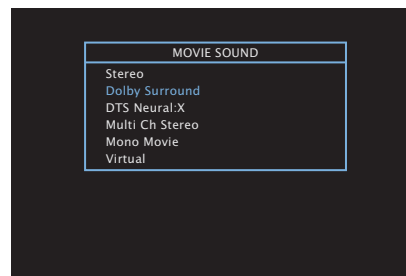 MOVIE SOUND
Stereo
Dolby Surround
DTS Neural:X
Multi Ch Stereo
Mono Movie
Virtual